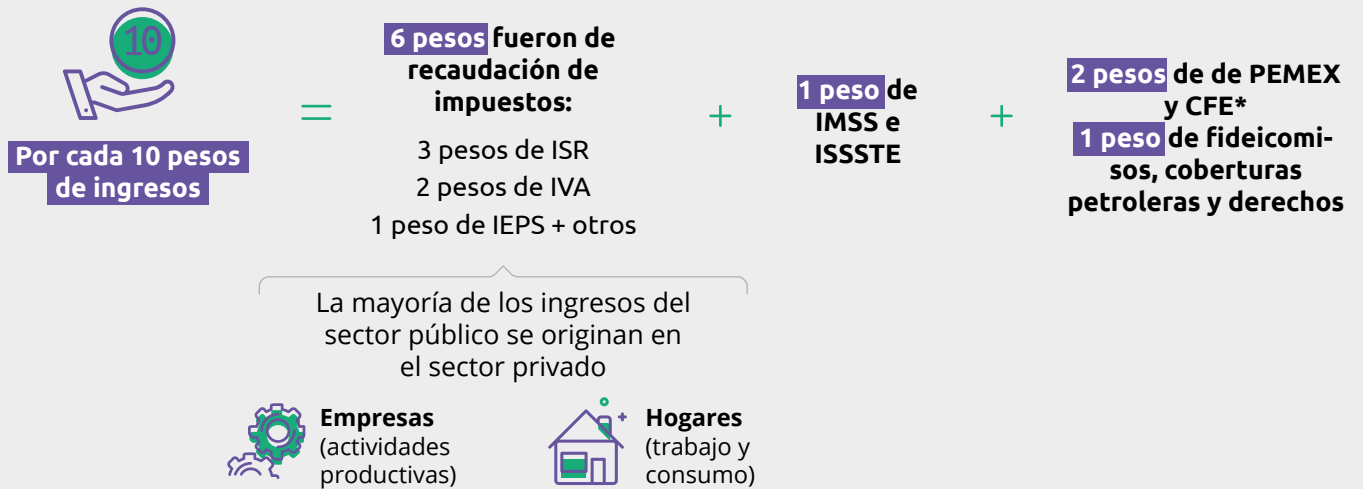 10
Por cada 10 pesos
de ingresos
=
6 pesos fueron de
recaudación de
impuestos:
3 pesos de ISR
2 pesos de IVA
1 peso de IEPS + otros
+
1 peso de
IMSS e
ISSSTE
+
2 pesos de de PEMEX
y CFE*
1 peso de fideicomi-
sos, coberturas
petroleras y derechos
La mayoría de los ingresos del
sector público se originan en
el sector privado
Empresas
(actividades
productivas)
Hogares
(trabajo y
consumo)